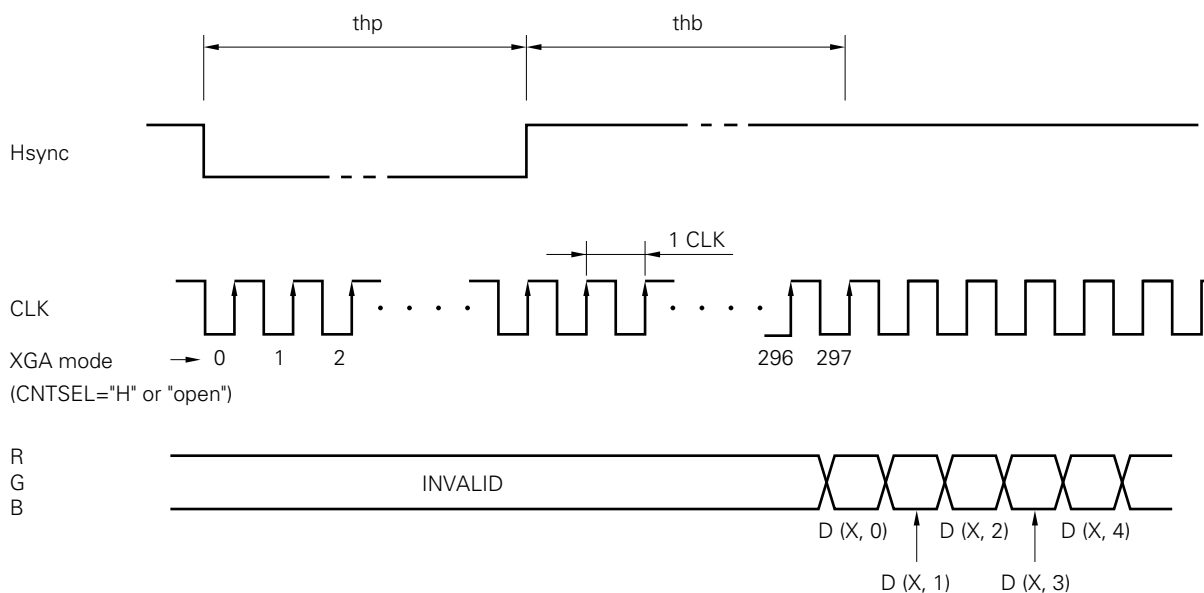 thp thb
Hsync
1 CLK
CLK
XGA mode 0 1 2 296 297
(CNTSEL="H" or "open")
R
G INVALID
B
D (X, 0) D (X, 2) D (X, 4)
D (X, 1) D (X, 3)